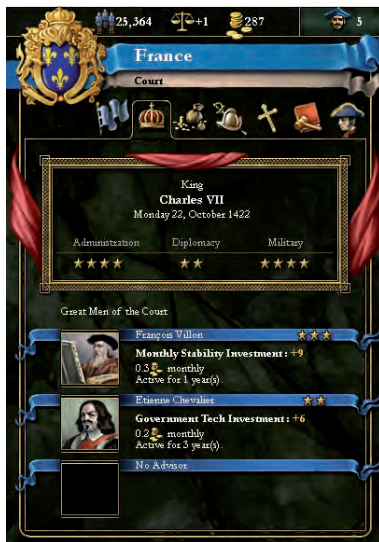 25,364 +1 287 5
France
Court
King
Charles VII
Monday 22, October 1422
Administration Diplomacy Military
Great Men of the Court
François Villon
Monthly Stability Investment : +9
0.3 monthly
Active for 1 year(s).
Etienne Chevalier
Government Tech Investment : +6
0.2 monthly
Active for 3 year(s).
No Advisor